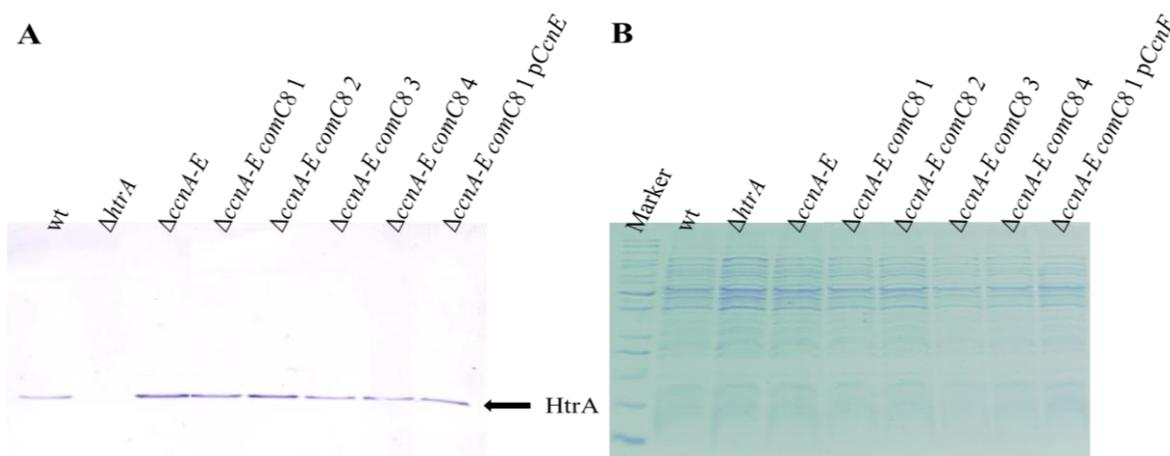 A
wt
ΔhtrA
ΔccnA-E
ΔccnA-E comC8 1
ΔccnA-E comC8 2
ΔccnA-E comC8 3
ΔccnA-E comC8 4
ΔccnA-E comC8 1 pCcnE
HtrA
B
Marker
wt
ΔhtrA
ΔccnA-E
ΔccnA-E comC8 1
ΔccnA-E comC8 2
ΔccnA-E comC8 3
ΔccnA-E comC8 4
ΔccnA-E comC8 1 pCcnE